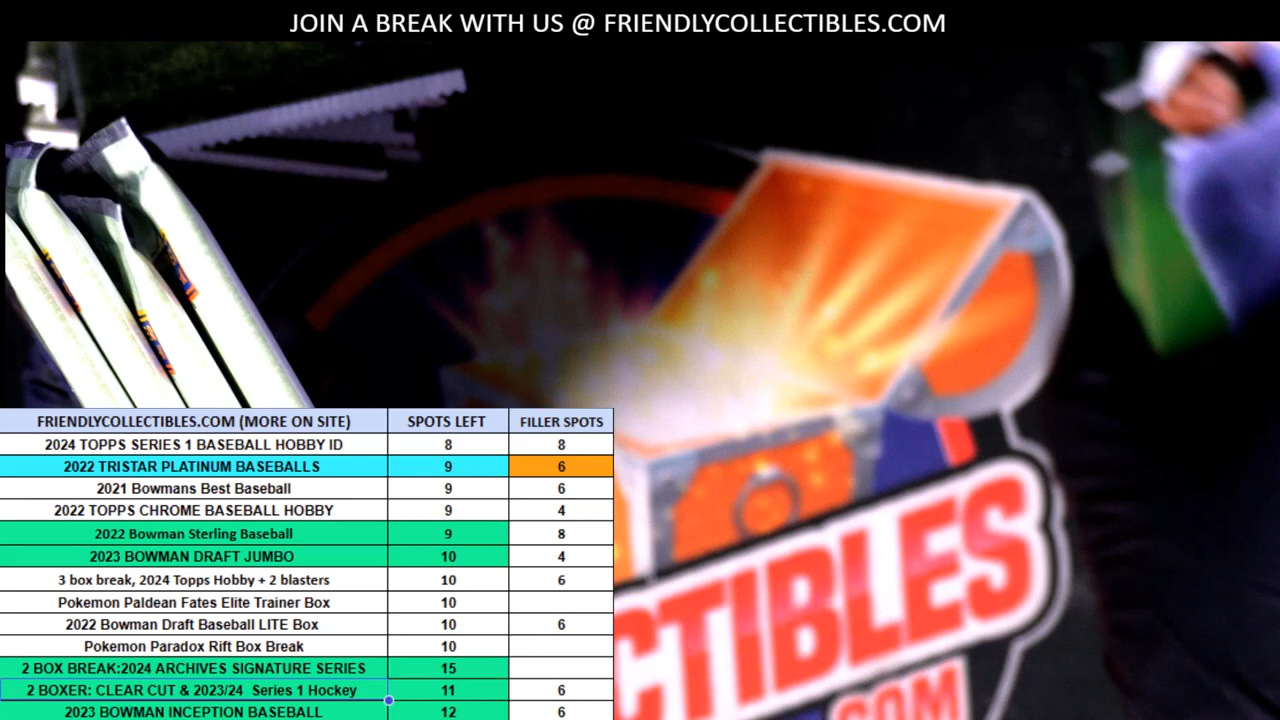 JOIN A BREAK WITH US @ FRIENDLYCOLLECTIBLES.COM
FRIENDLYCOLLECTIBLES.COM (MORE ON SITE) SPOTS LEFT FILLER SPOTS
2024 TOPPS SERIES 1 BASEBALL HOBBY ID 8 8
2022 TRISTAR PLATINUM BASEBALLS 9 6
2021 Bowmans Best Baseball 9 6
2022 TOPPS CHROME BASEBALL HOBBY 9 4
2022 Bowman Sterling Baseball 9 8
2023 BOWMAN DRAFT JUMBO 10 4
3 box break, 2024 Topps Hobby + 2 blasters 10 6
Pokemon Paldean Fates Elite Trainer Box 10
2022 Bowman Draft Baseball LITE Box 10 6
Pokemon Paradox Rift Box Break 10
2 BOX BREAK:2024 ARCHIVES SIGNATURE SERIES 15
2 BOXER: CLEAR CUT & 2023/24 Series 1 Hockey 11 6
2023 BOWMAN INCEPTION BASEBALL 12 6
CTIBLES
.COM